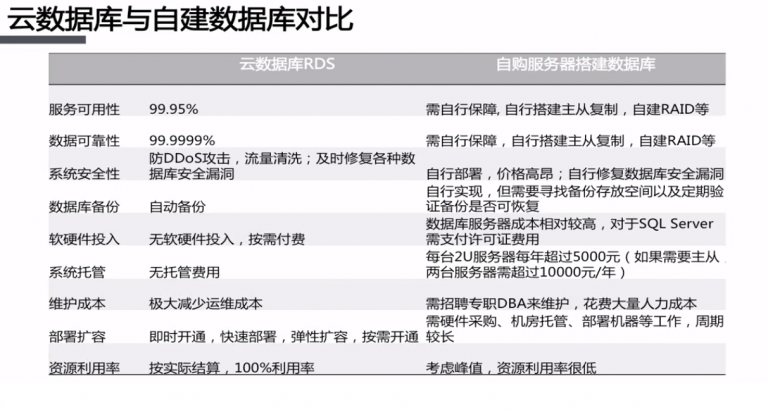 云数据库与自建数据库对比
云数据库RDS 自购服务器搭建数据库
服务可用性 99.95% 需自行保障, 自行搭建主从复制，自建RAID等
数据可靠性 99.9999% 需自行保障，自行搭建主从复制，自建RAID等
系统安全性 防DDoS攻击，流量清洗；及时修复各种数据库安全漏洞 自行部署，价格高昂；自行修复数据库安全漏洞
数据库备份 自动备份 自行实现，但需要寻找备份存放空间以及定期验证备份是否可恢复
软硬件投入 无软硬件投入，按需付费 数据库服务器成本相对较高，对于SQL Server需支付许可证费用
系统托管 无托管费用 每台2U服务器每年超过5000元（如果需要主从，两台服务器需超过10000元/年）
维护成本 极大减少运维成本 需招聘专职DBA来维护，花费大量人力成本
部署扩容 即时开通，快速部署，弹性扩容，按需开通 需硬件采购、机房托管、部署机器等工作，周期较长
资源利用率 按实际结算，100%利用率 考虑峰值，资源利用率很低